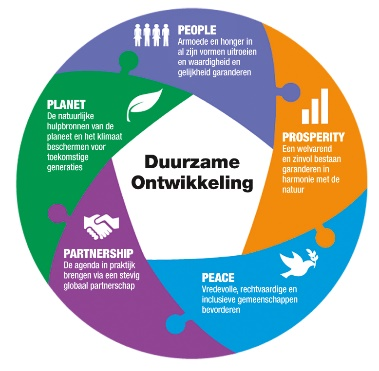 PEOPLE
Armoede en honger in
al zijn vormen uitroeien
en waardigheid en
gelijkheid garanderen
PROSPERITY
Een welvarend
en zinvol bestaan
garanderen in
harmonie met de
natuur
PEACE
Vredevolle, rechtvaardige en
inclusieve gemeenschappen
bevorderen
PARTNERSHIP
De agenda in praktijk
brengen via een stevig
globaal partnerschap
PLANET
De natuurlijke
hulpbronnen van de
planeet en het klimaat
beschermen voor
toekomstige
generaties
Duurzame
Ontwikkeling